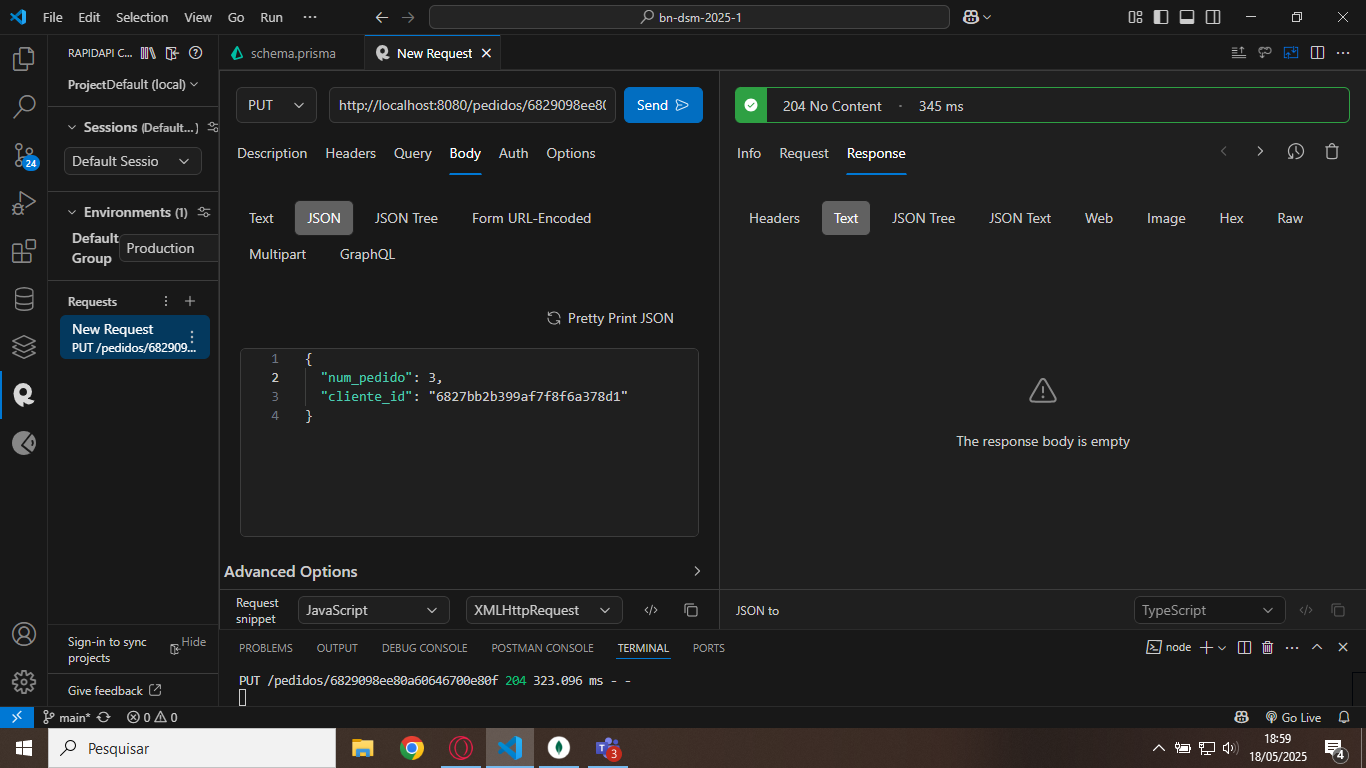 File Edit Selection View Go Run ···
bn-dsm-2025-1
RAPIDAPI C...
schema.prisma
New Request
ProjectDefault (local)
Sessions (Default...)
Default Sessio
24
Environments (1)
Default Group
Production
Requests
New Request
PUT /pedidos/682909...
Sign-in to sync projects
Hide
Give feedback
PUT
http://localhost:8080/pedidos/6829098ee80
Send
Description Headers Query Body Auth Options
Text JSON JSON Tree Form URL-Encoded
Multipart GraphQL
Pretty Print JSON
1 {
2 "num_pedido": 3,
3 "cliente_id": "6827bb2b399af7f8f6a378d1"
4 }
Advanced Options
Request snippet
JavaScript
XMLHttpRequest
204 No Content · 345 ms
Info Request Response
Headers Text JSON Tree JSON Text Web Image Hex Raw
The response body is empty
JSON to
TypeScript
PROBLEMS OUTPUT DEBUG CONSOLE POSTMAN CONSOLE TERMINAL PORTS
node
PUT /pedidos/6829098ee80a60646700e80f 204 323.096 ms - -
main* 0 0
Go Live
Pesquisar
3
18:59
18/05/2025
4